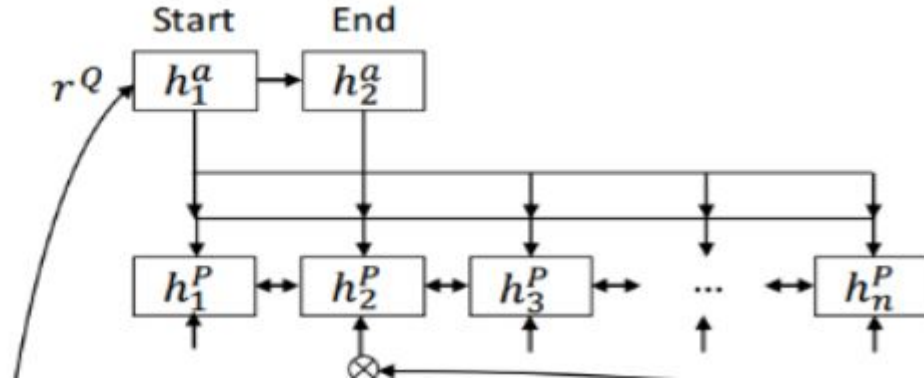 Start End
r^Q h_1^a h_2^a
h_1^P h_2^P h_3^P ... h_n^P